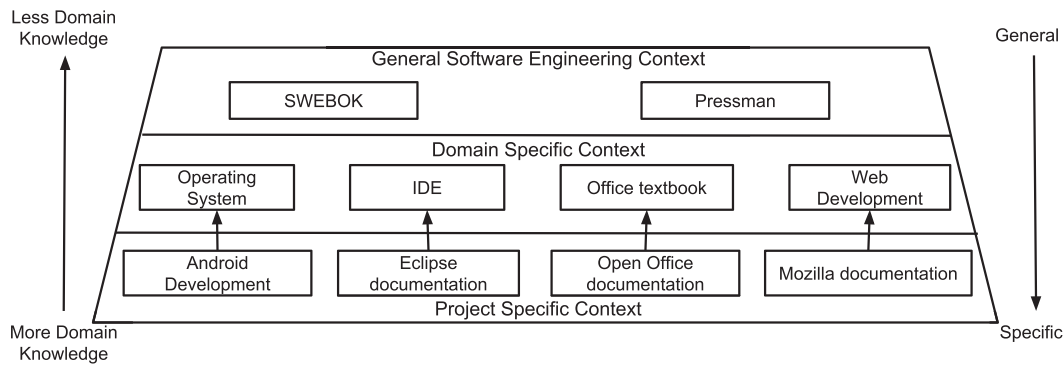 Less Domain
Knowledge
General
General Software Engineering Context
SWEBOK
Pressman
Domain Specific Context
Operating
System
IDE
Office textbook
Web
Development
Android
Development
Eclipse
documentation
Open Office
documentation
Mozilla documentation
Project Specific Context
More Domain
Knowledge
Specific